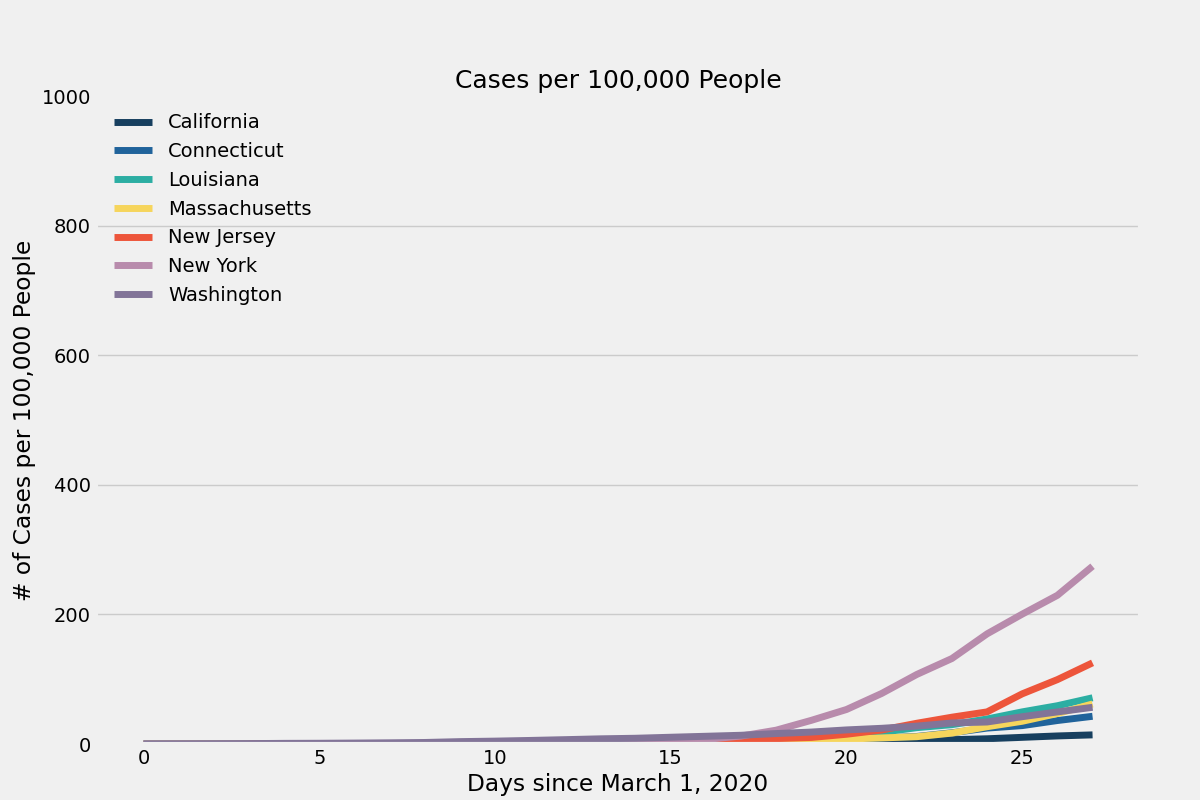 Cases per 100,000 People
1000
800
600
400
200
0
# of Cases per 100,000 People
California
Connecticut
Louisiana
Massachusetts
New Jersey
New York
Washington
0 5 10 15 20 25
Days since March 1, 2020